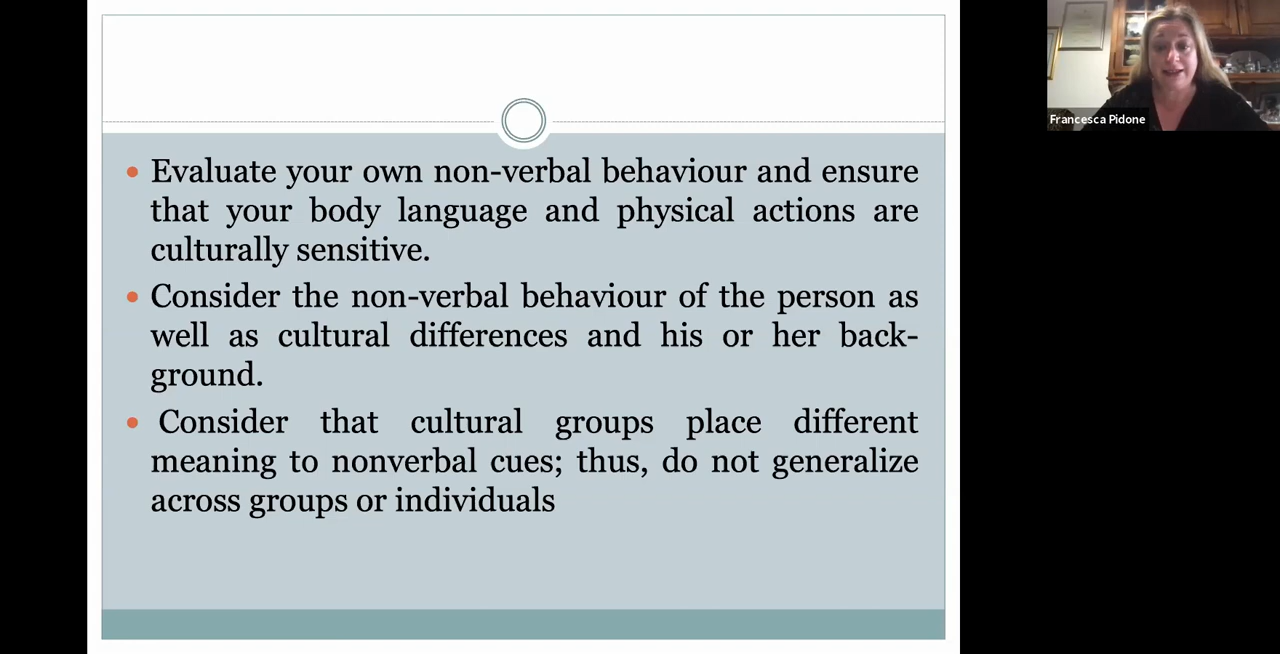 Evaluate your own non-verbal behaviour and ensure
that your body language and physical actions are
culturally sensitive.
Consider the non-verbal behaviour of the person as
well as cultural differences and his or her back-
ground.
Consider that cultural groups place different
meaning to nonverbal cues; thus, do not generalize
across groups or individuals
Francesca Pidone